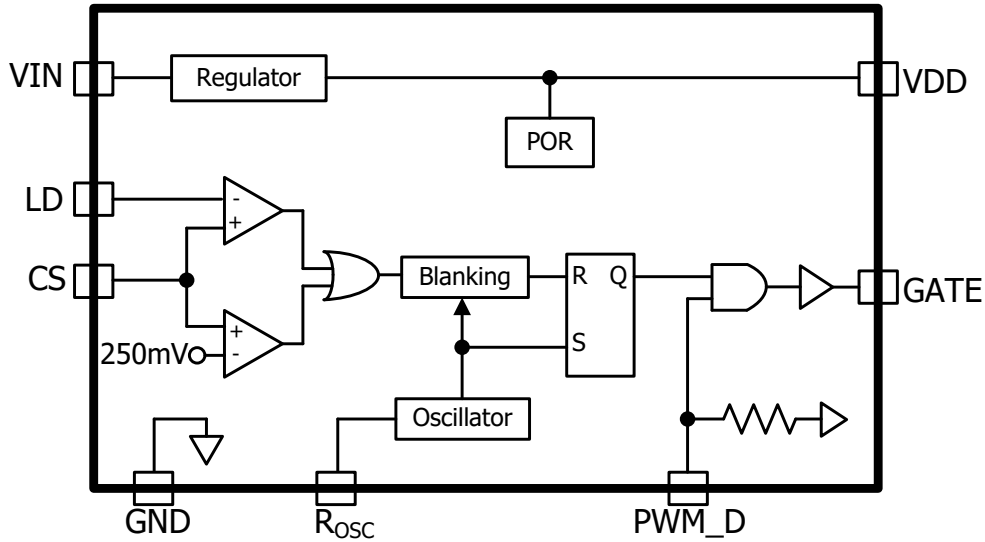 VIN
Regulator
VDD
POR
LD
-
+
CS
Blanking
R
Q
GATE
+
S
250mV
-
Oscillator
GND
ROSC
PWM_D